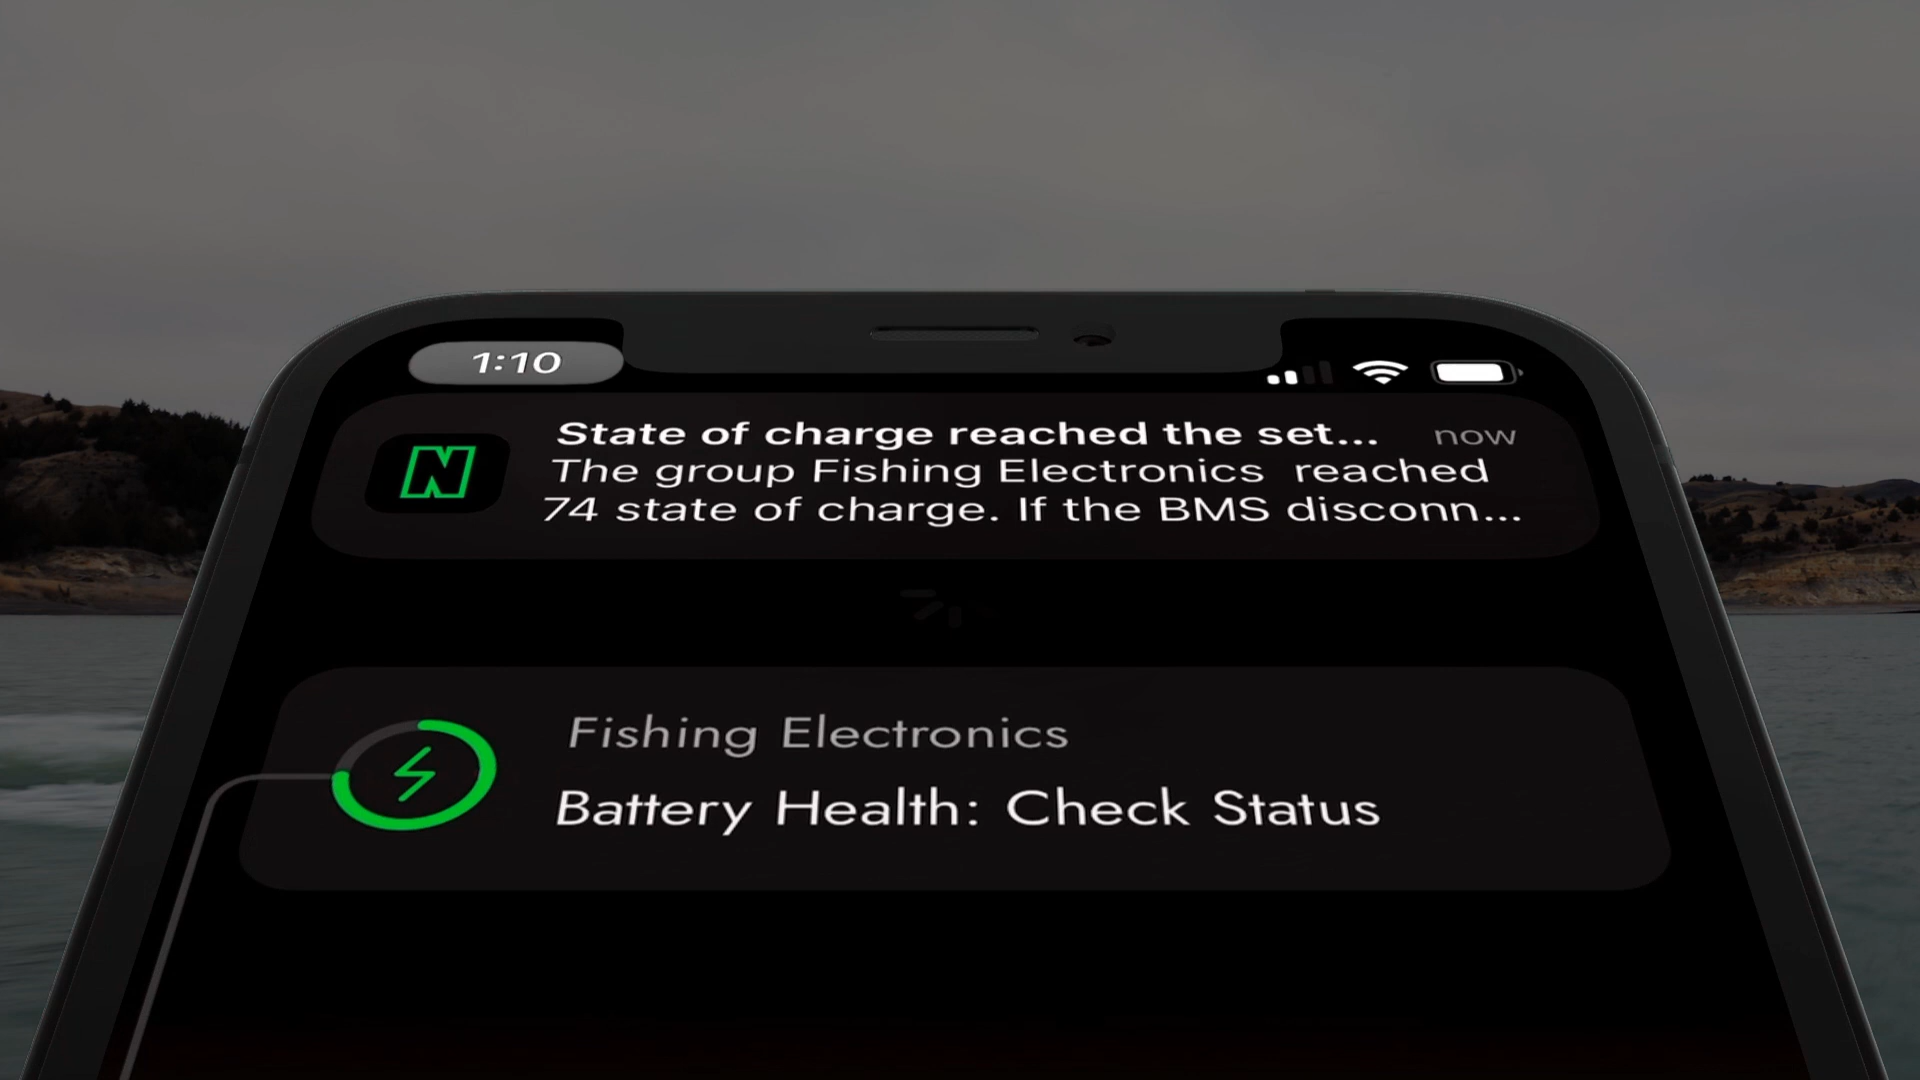 1:10
State of charge reached the set... now
The group Fishing Electronics reached
74 state of charge. If the BMS disconn...
Fishing Electronics
Battery Health: Check Status